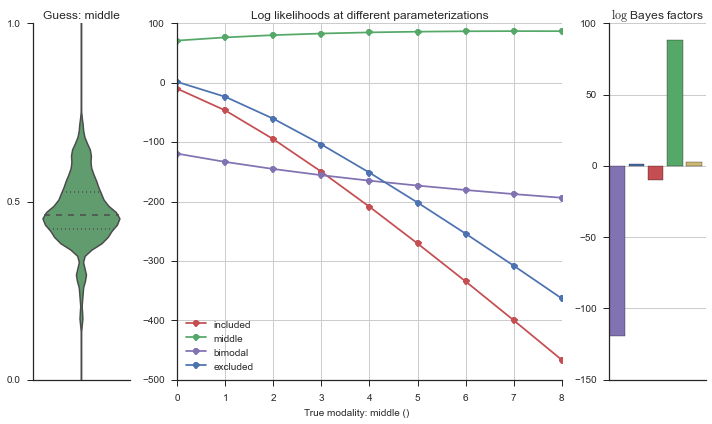 Guess: middle
1.0
0.5
0.0
Log likelihoods at different parameterizations
100
0
−100
−200
−300
−400
−500
included
middle
bimodal
excluded
0 1 2 3 4 5 6 7 8
True modality: middle ()
log Bayes factors
100
50
0
−50
−100
−150